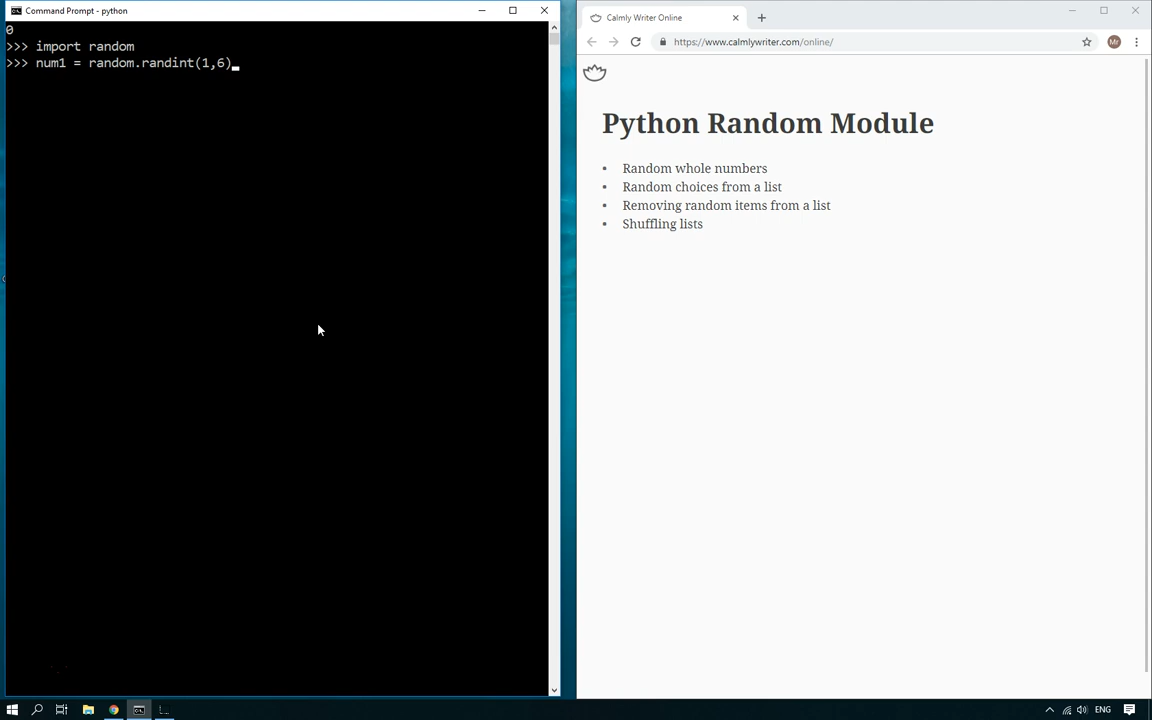 Command Prompt - python
0
>>> import random
>>> num1 = random.randint(1,6)
Calmly Writer Online
https://www.calmlywriter.com/online/
Mr
Python Random Module
• Random whole numbers
• Random choices from a list
• Removing random items from a list
• Shuffling lists
ENG